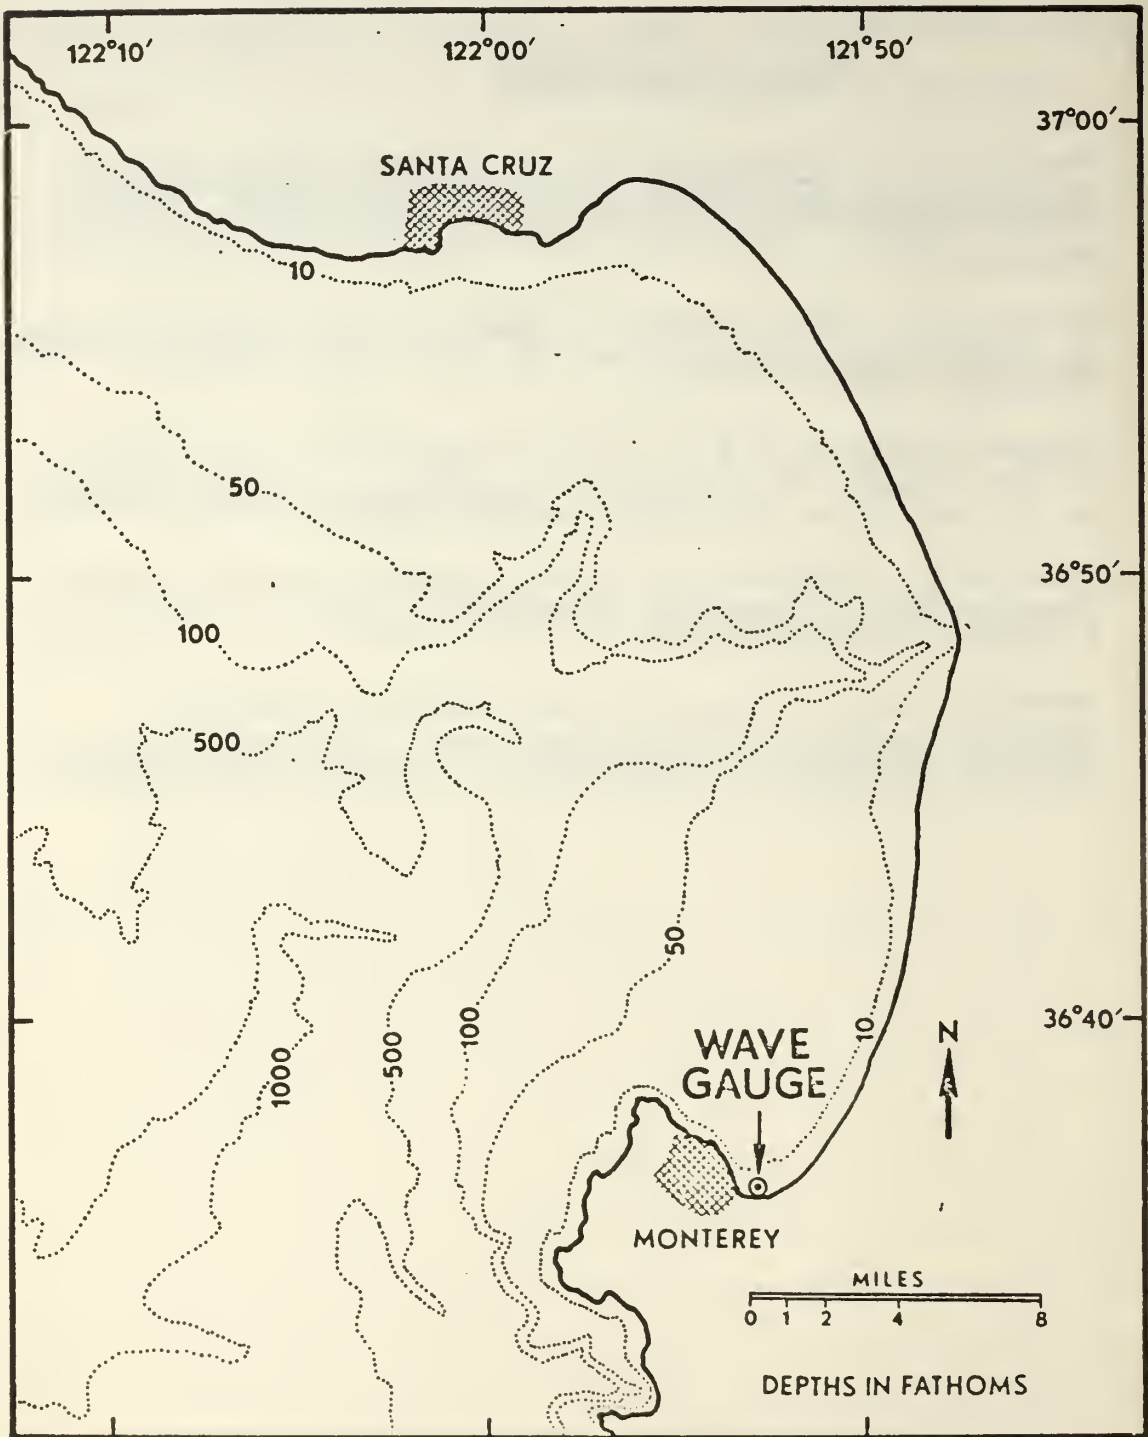 122°10′ 122°00′ 121°50′
37°00′
SANTA CRUZ
10
50
36°50′
100
500
50
36°40′
N
WAVE
GAUGE
10
100
500
1000
MONTEREY
MILES
0 1 2 4 8
DEPTHS IN FATHOMS